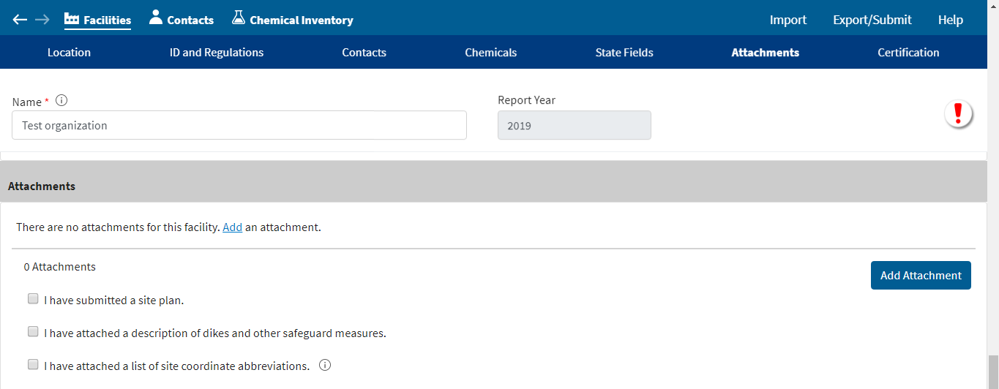 Facilities Contacts Chemical Inventory Import Export/Submit Help
Location ID and Regulations Contacts Chemicals State Fields Attachments Certification
Name * Report Year
Test organization 2019
Attachments
There are no attachments for this facility. Add an attachment.
0 Attachments
Add Attachment
I have submitted a site plan.
I have attached a description of dikes and other safeguard measures.
I have attached a list of site coordinate abbreviations.